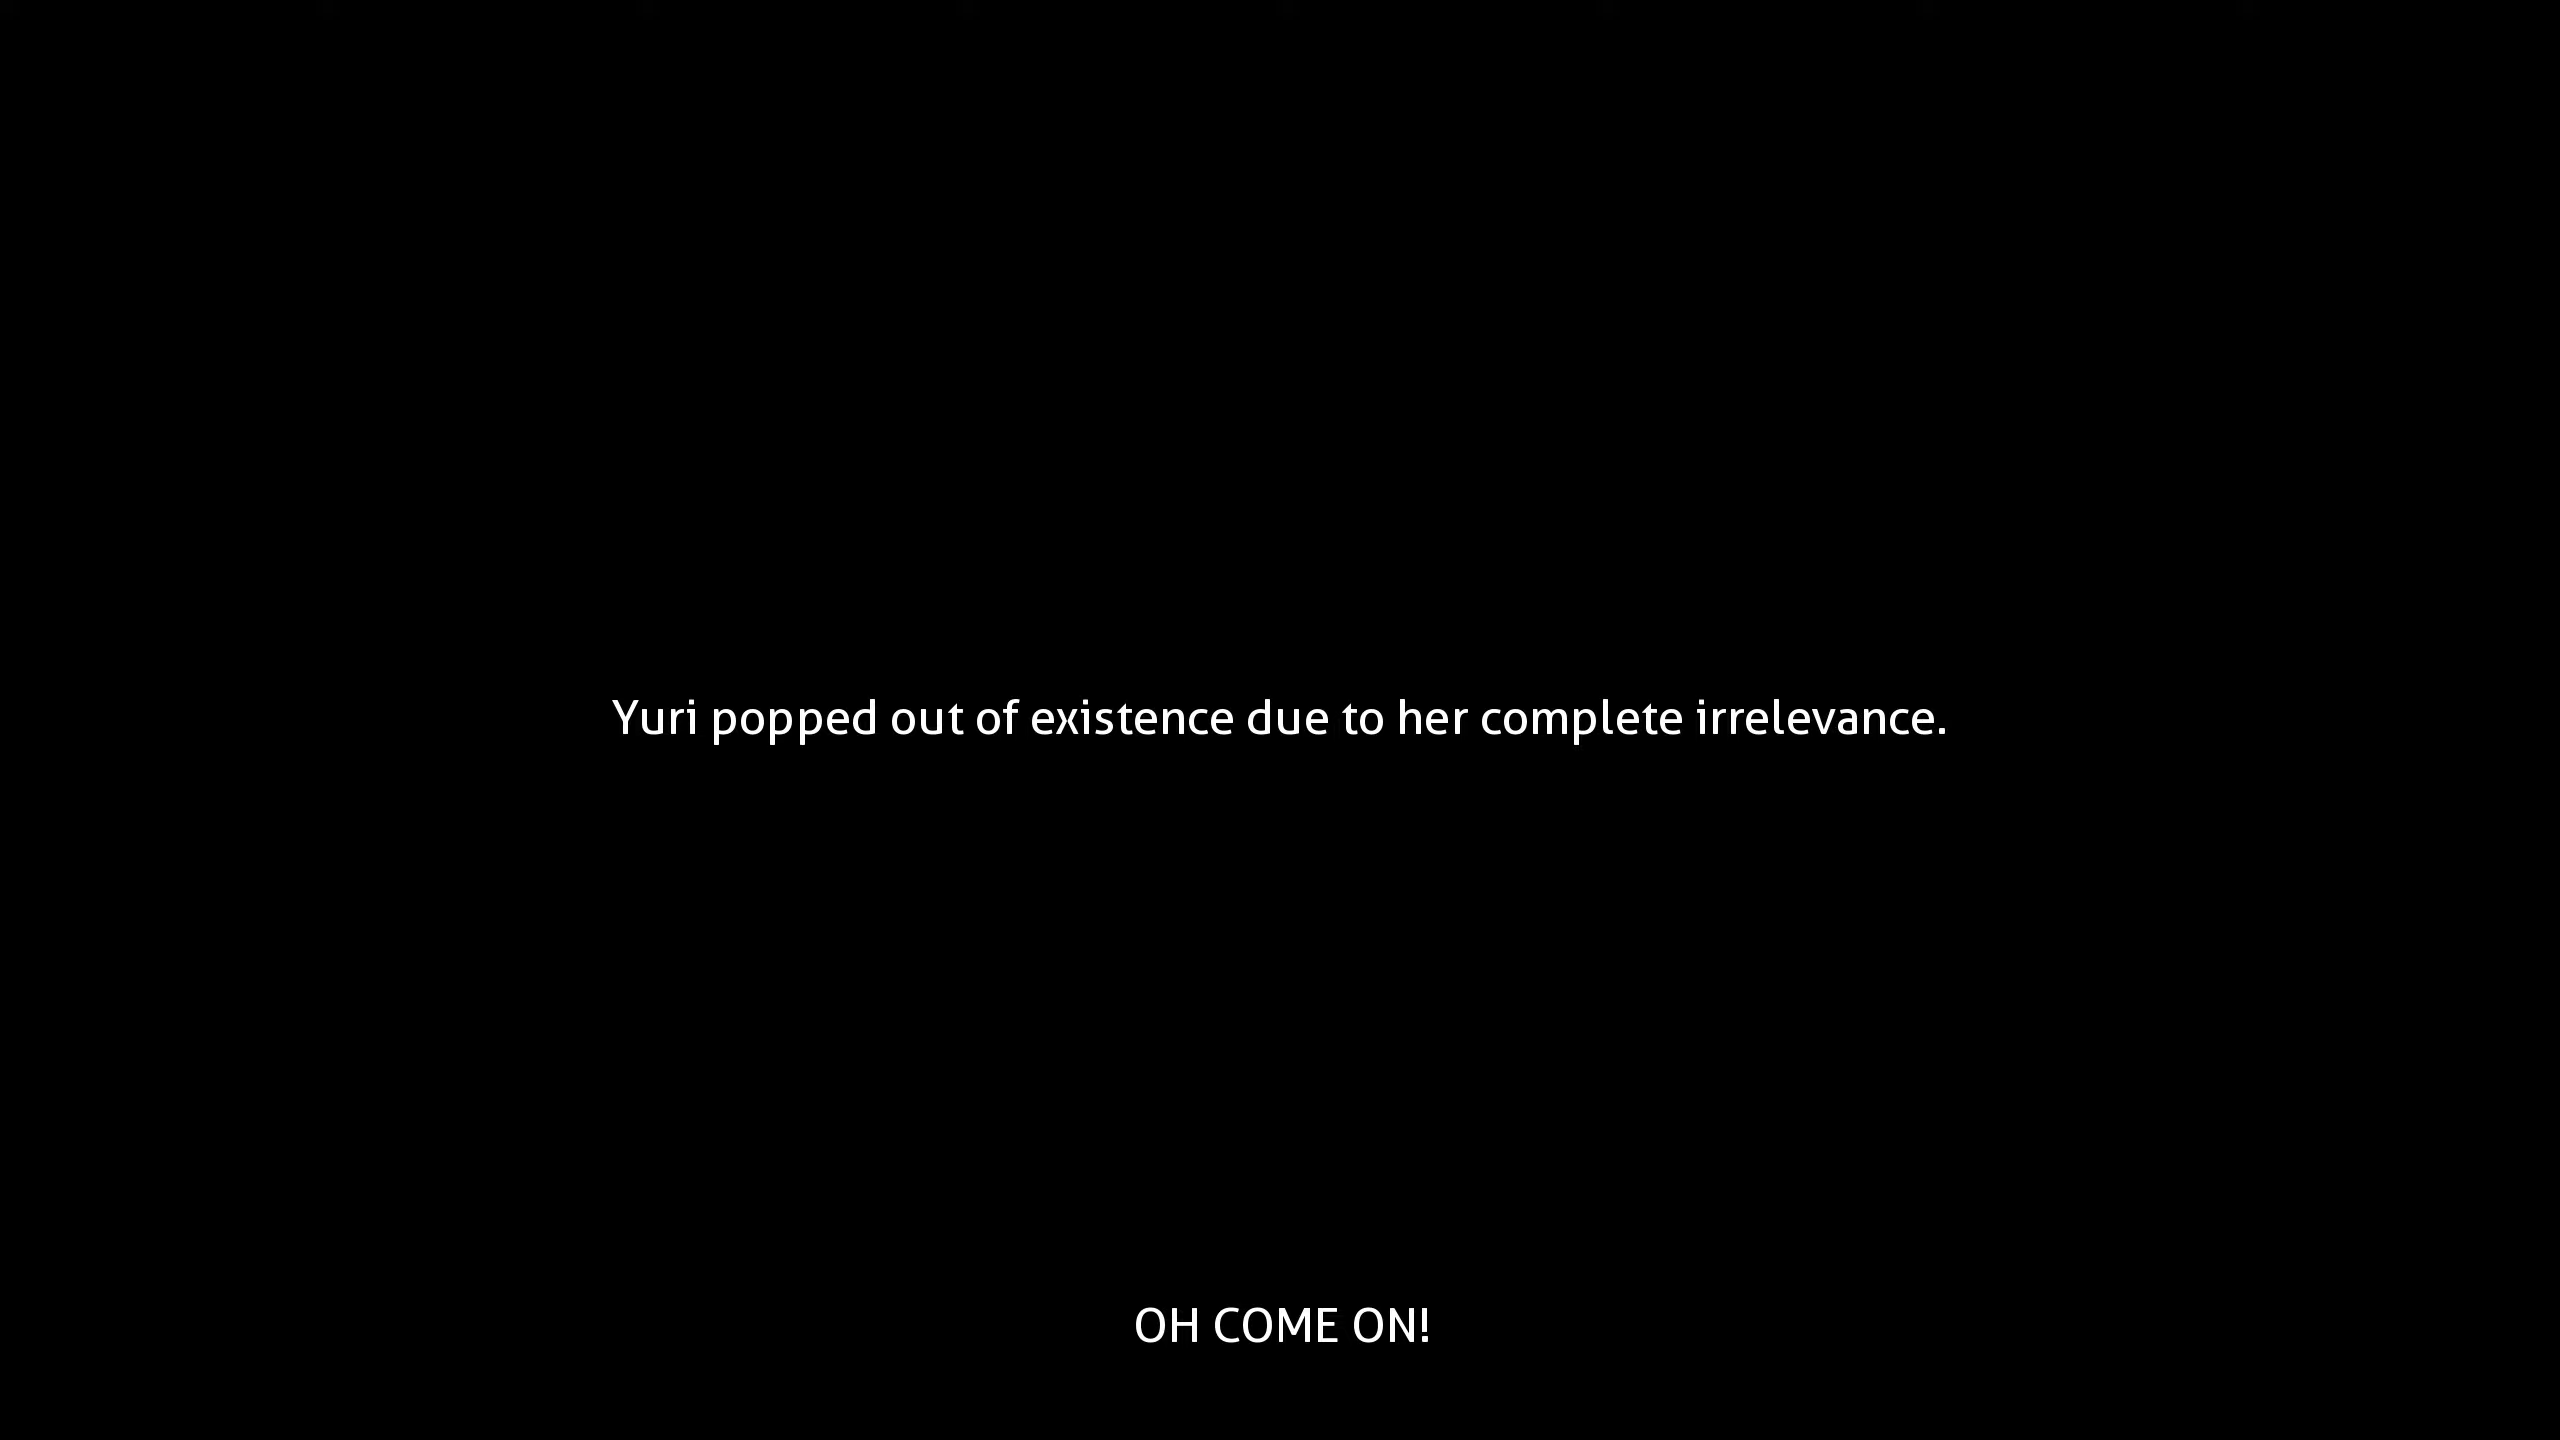 Yuri popped out of existence due to her complete irrelevance.
OH COME ON!